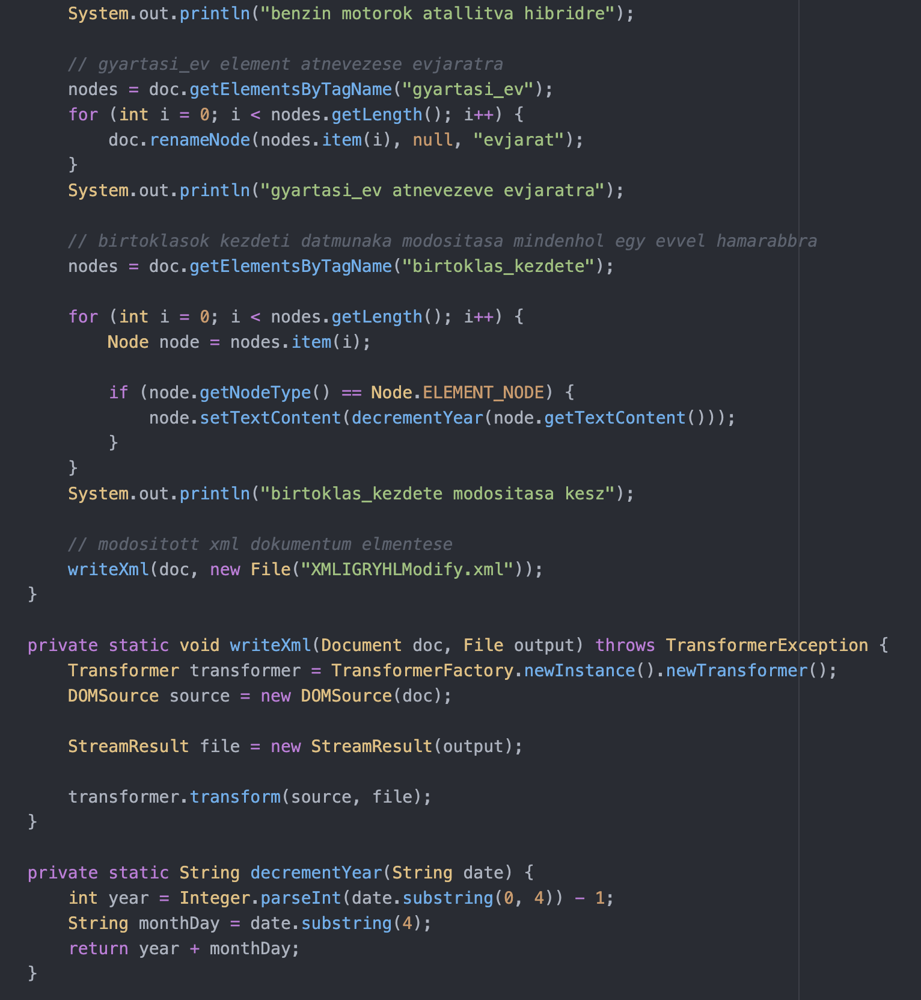 System.out.println("benzin motorok atallitva hibridre");
// gyartasi_ev element atnevezese evjaratra
nodes = doc.getElementsByTagName("gyartasi_ev");
for (int i = 0; i < nodes.getLength(); i++) {
doc.renameNode(nodes.item(i), null, "evjarat");
}
System.out.println("gyartasi_ev atnevezeve evjaratra");
// birtoklasok kezdeti datmunaka modositasa mindenhol egy evvel hamarabbra
nodes = doc.getElementsByTagName("birtoklas_kezdete");
for (int i = 0; i < nodes.getLength(); i++) {
Node node = nodes.item(i);
if (node.getNodeType() == Node.ELEMENT_NODE) {
node.setTextContent(decrementYear(node.getTextContent()));
}
}
System.out.println("birtoklas_kezdete modositasa kesz");
// modositott xml dokumentum elmentese
writeXml(doc, new File("XMLIGRYHLModify.xml"));
}
private static void writeXml(Document doc, File output) throws TransformerException {
Transformer transformer = TransformerFactory.newInstance().newTransformer();
DOMSource source = new DOMSource(doc);
StreamResult file = new StreamResult(output);
transformer.transform(source, file);
}
private static String decrementYear(String date) {
int year = Integer.parseInt(date.substring(0, 4)) - 1;
String monthDay = date.substring(4);
return year + monthDay;
}